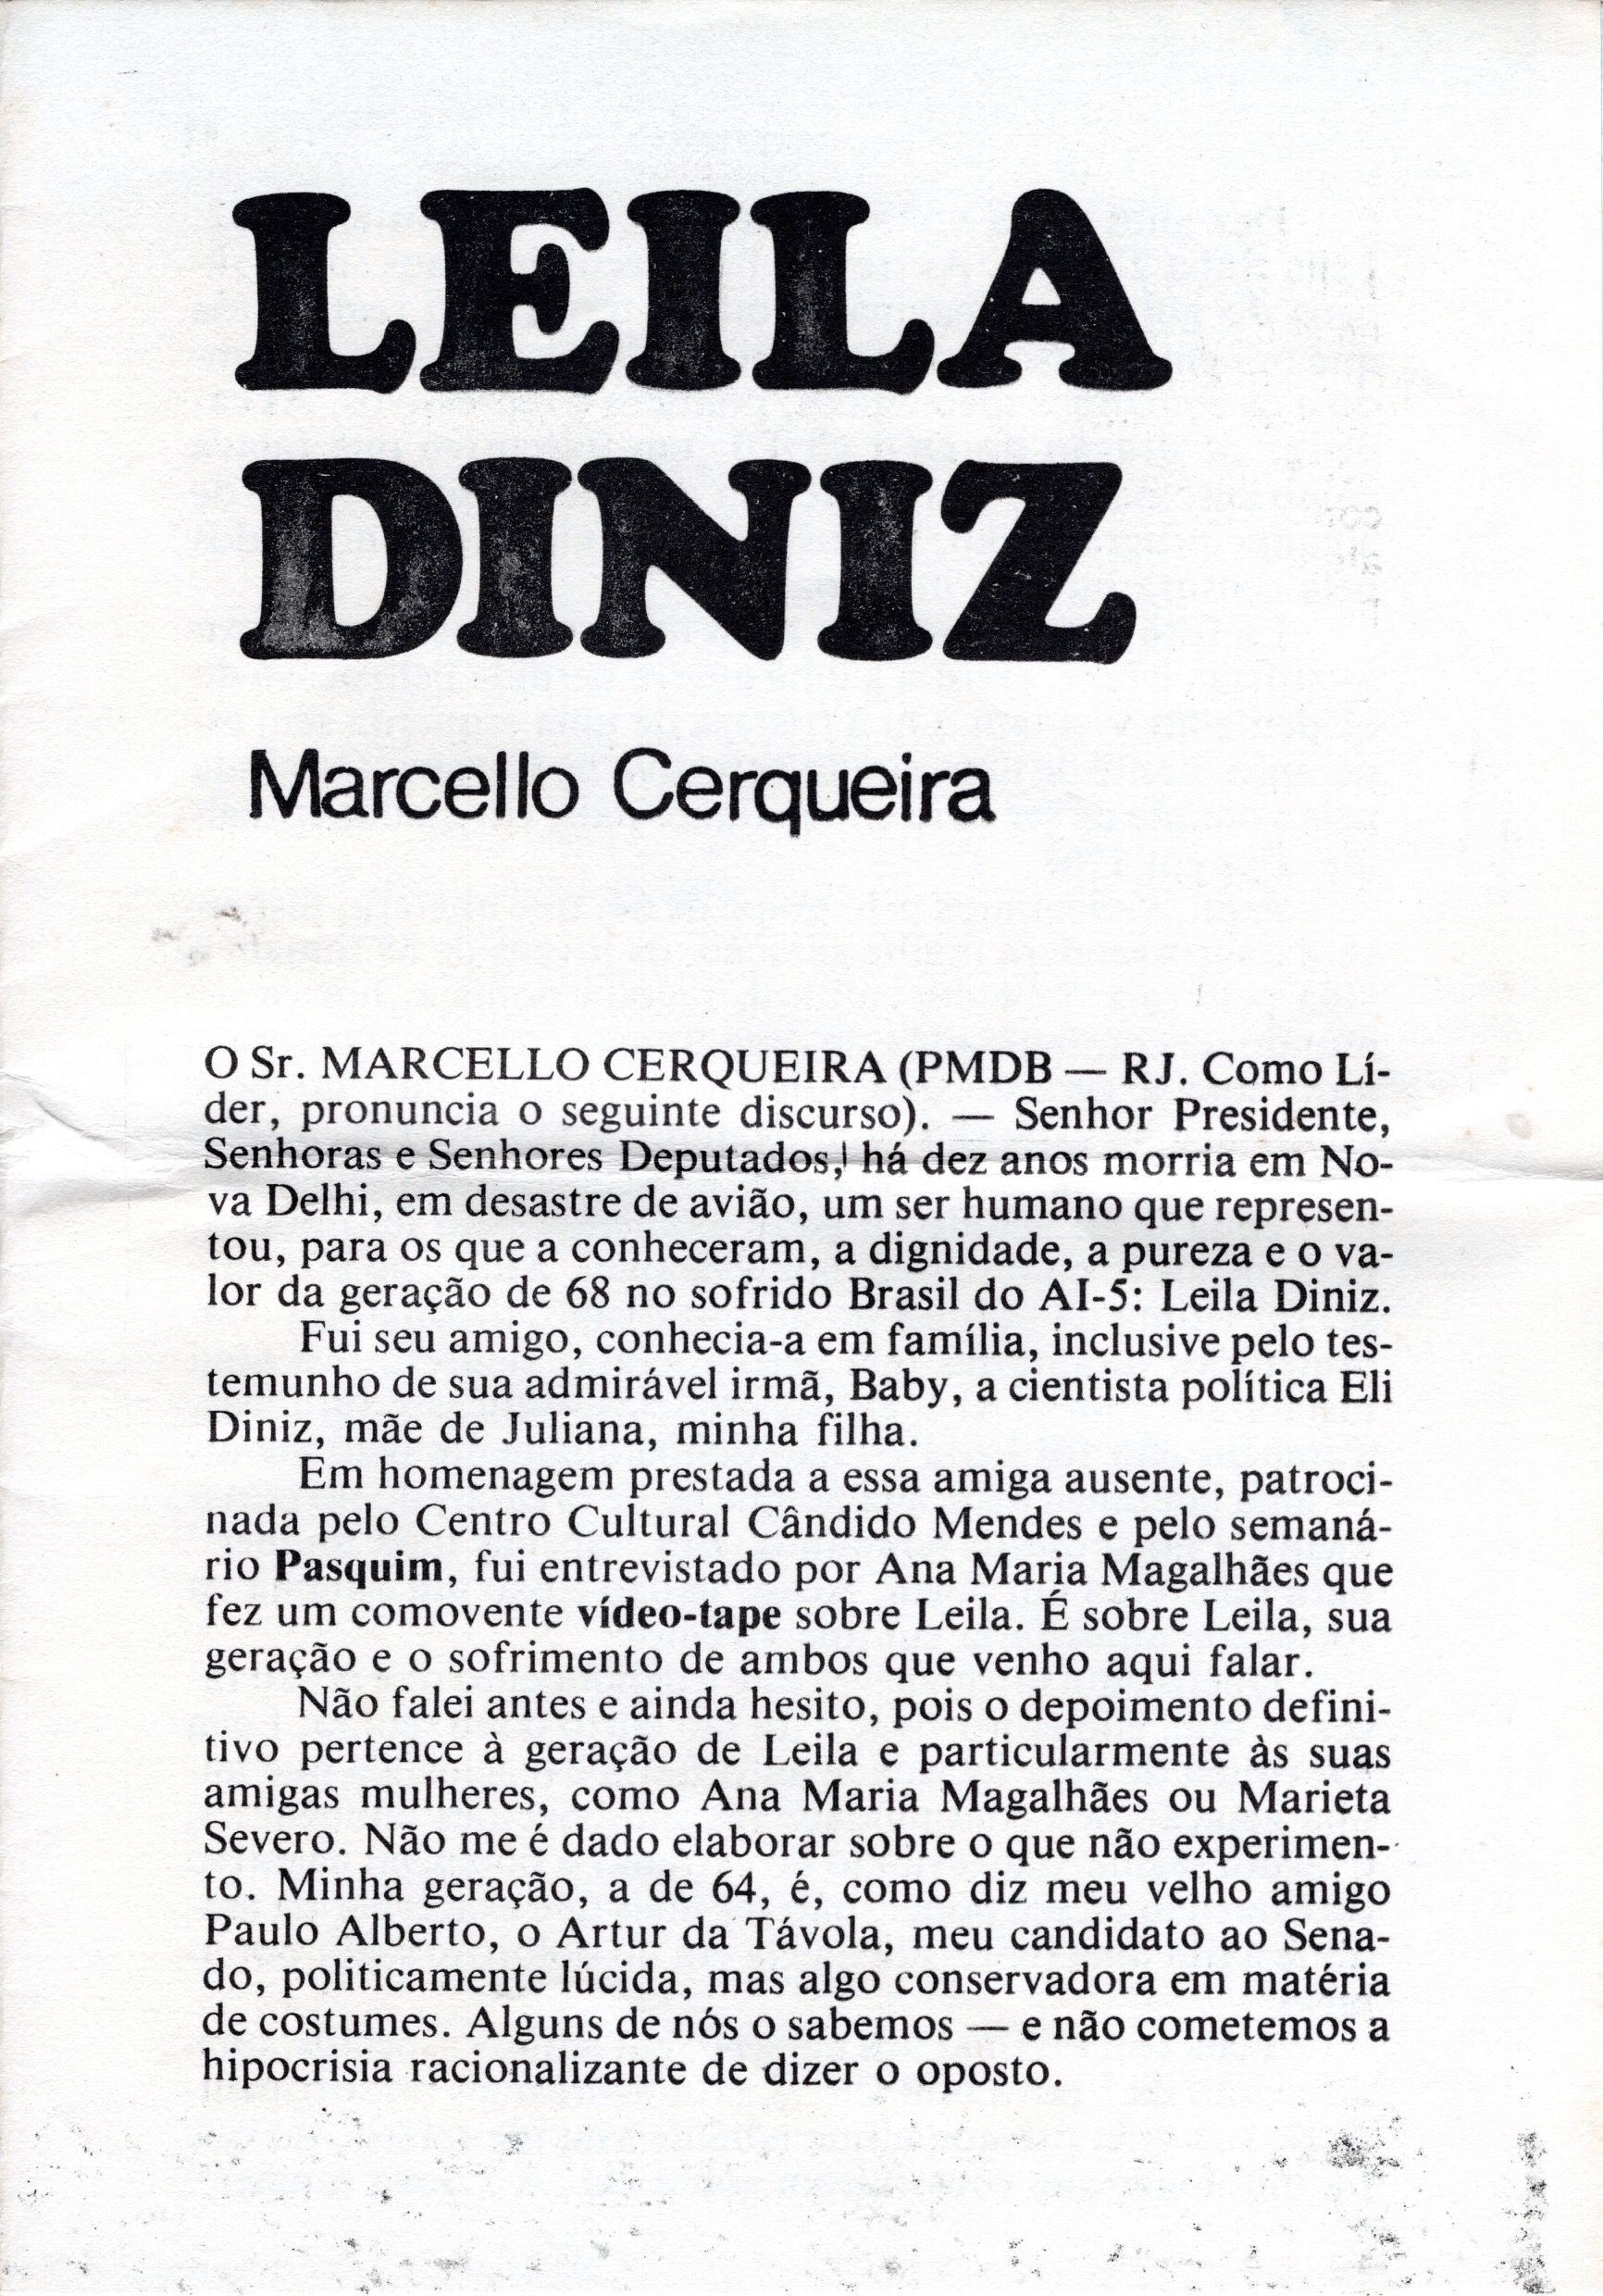 LEILA
DINIZ
Marcello Cerqueira
O Sr. MARCELLO CERQUEIRA (PMDB — RJ. Como Lí-
der, pronuncia o seguinte discurso). — Senhor Presidente,
Senhoras e Senhores Deputados, há dez anos morria em No-
va Delhi, em desastre de avião, um ser humano que represen-
tou, para os que a conheceram, a dignidade, a pureza e o va-
lor da geração de 68 no sofrido Brasil do AI-5: Leila Diniz.
Fui seu amigo, conhecia-a em família, inclusive pelo tes-
temunho de sua admirável irmã, Baby, a cientista política Eli
Diniz, mãe de Juliana, minha filha.
Em homenagem prestada a essa amiga ausente, patroci-
nada pelo Centro Cultural Cândido Mendes e pelo semaná-
rio Pasquim, fui entrevistado por Ana Maria Magalhães que
fez um comovente vídeo-tape sobre Leila. É sobre Leila, sua
geração e o sofrimento de ambos que venho aqui falar.
Não falei antes e ainda hesito, pois o depoimento defini-
tivo pertence à geração de Leila e particularmente às suas
amigas mulheres, como Ana Maria Magalhães ou Marieta
Severo. Não me é dado elaborar sobre o que não experimen-
to. Minha geração, a de 64, é, como diz meu velho amigo
Paulo Alberto, o Artur da Távola, meu candidato ao Sena-
do, politicamente lúcida, mas algo conservadora em matéria
de costumes. Alguns de nós o sabemos — e não cometemos a
hipocrisia racionalizante de dizer o oposto.